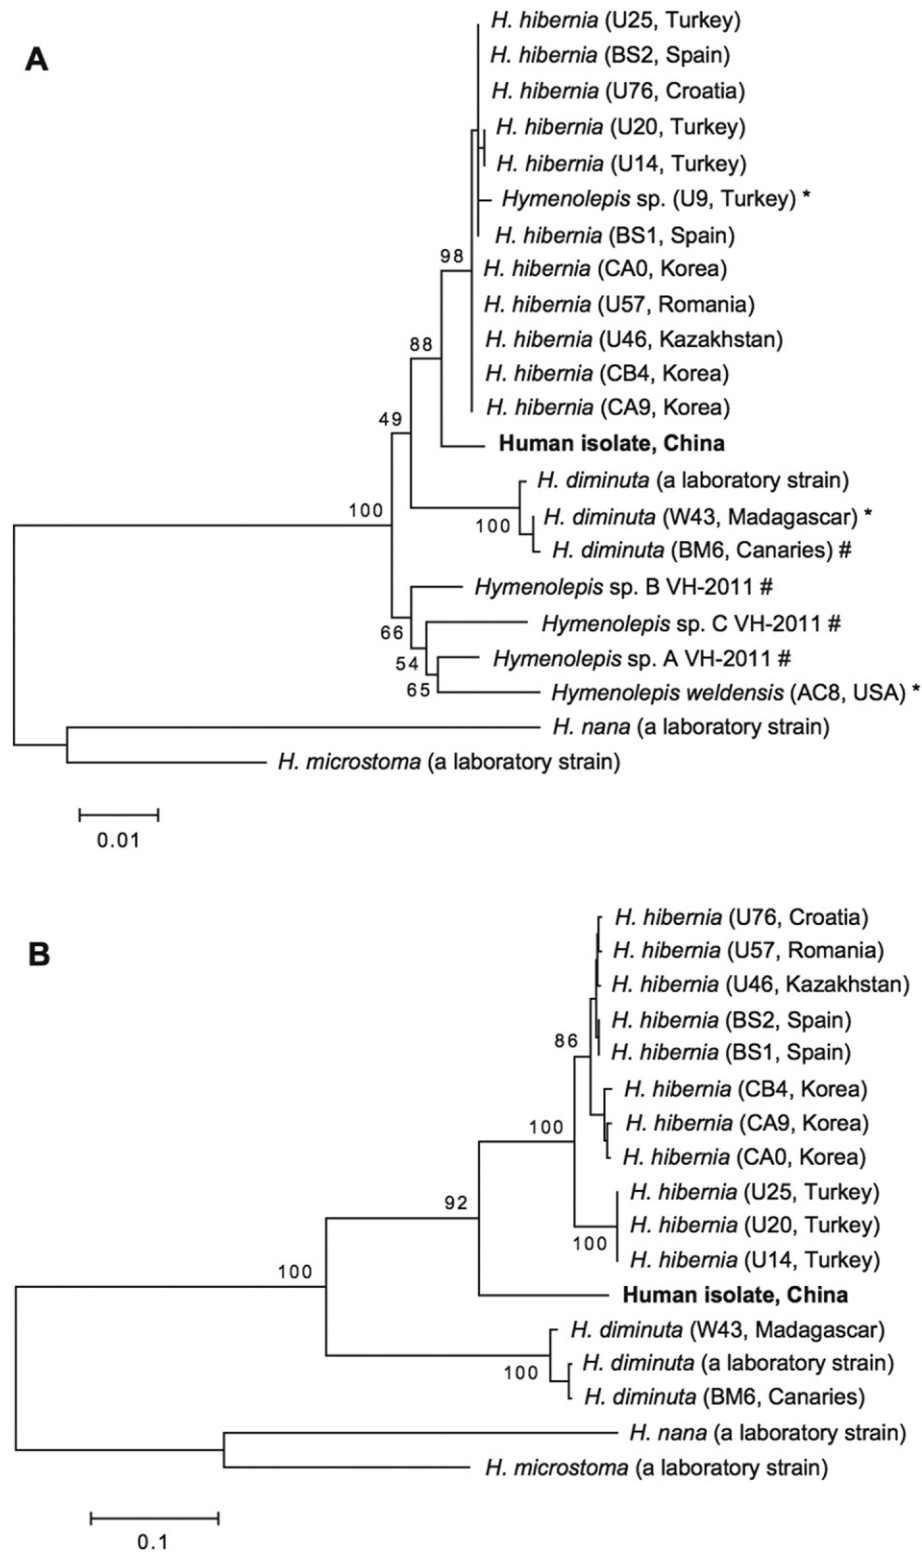 A
H. hibernia (U25, Turkey)
H. hibernia (BS2, Spain)
H. hibernia (U76, Croatia)
H. hibernia (U20, Turkey)
H. hibernia (U14, Turkey)
Hymenolepis sp. (U9, Turkey) *
H. hibernia (BS1, Spain)
98
H. hibernia (CA0, Korea)
H. hibernia (U57, Romania)
H. hibernia (U46, Kazakhstan)
88
H. hibernia (CB4, Korea)
H. hibernia (CA9, Korea)
49
Human isolate, China
H. diminuta (a laboratory strain)
100
H. diminuta (W43, Madagascar) *
100
H. diminuta (BM6, Canaries) #
Hymenolepis sp. B VH-2011 #
66
Hymenolepis sp. C VH-2011 #
54
Hymenolepis sp. A VH-2011 #
65
Hymenolepis weldensis (AC8, USA) *
H. nana (a laboratory strain)
H. microstoma (a laboratory strain)
0.01
B
H. hibernia (U76, Croatia)
H. hibernia (U57, Romania)
H. hibernia (U46, Kazakhstan)
H. hibernia (BS2, Spain)
86
H. hibernia (BS1, Spain)
H. hibernia (CB4, Korea)
100
H. hibernia (CA9, Korea)
H. hibernia (CA0, Korea)
H. hibernia (U25, Turkey)
92
H. hibernia (U20, Turkey)
100
H. hibernia (U14, Turkey)
100
Human isolate, China
H. diminuta (W43, Madagascar)
100
H. diminuta (a laboratory strain)
H. diminuta (BM6, Canaries)
H. nana (a laboratory strain)
H. microstoma (a laboratory strain)
0.1